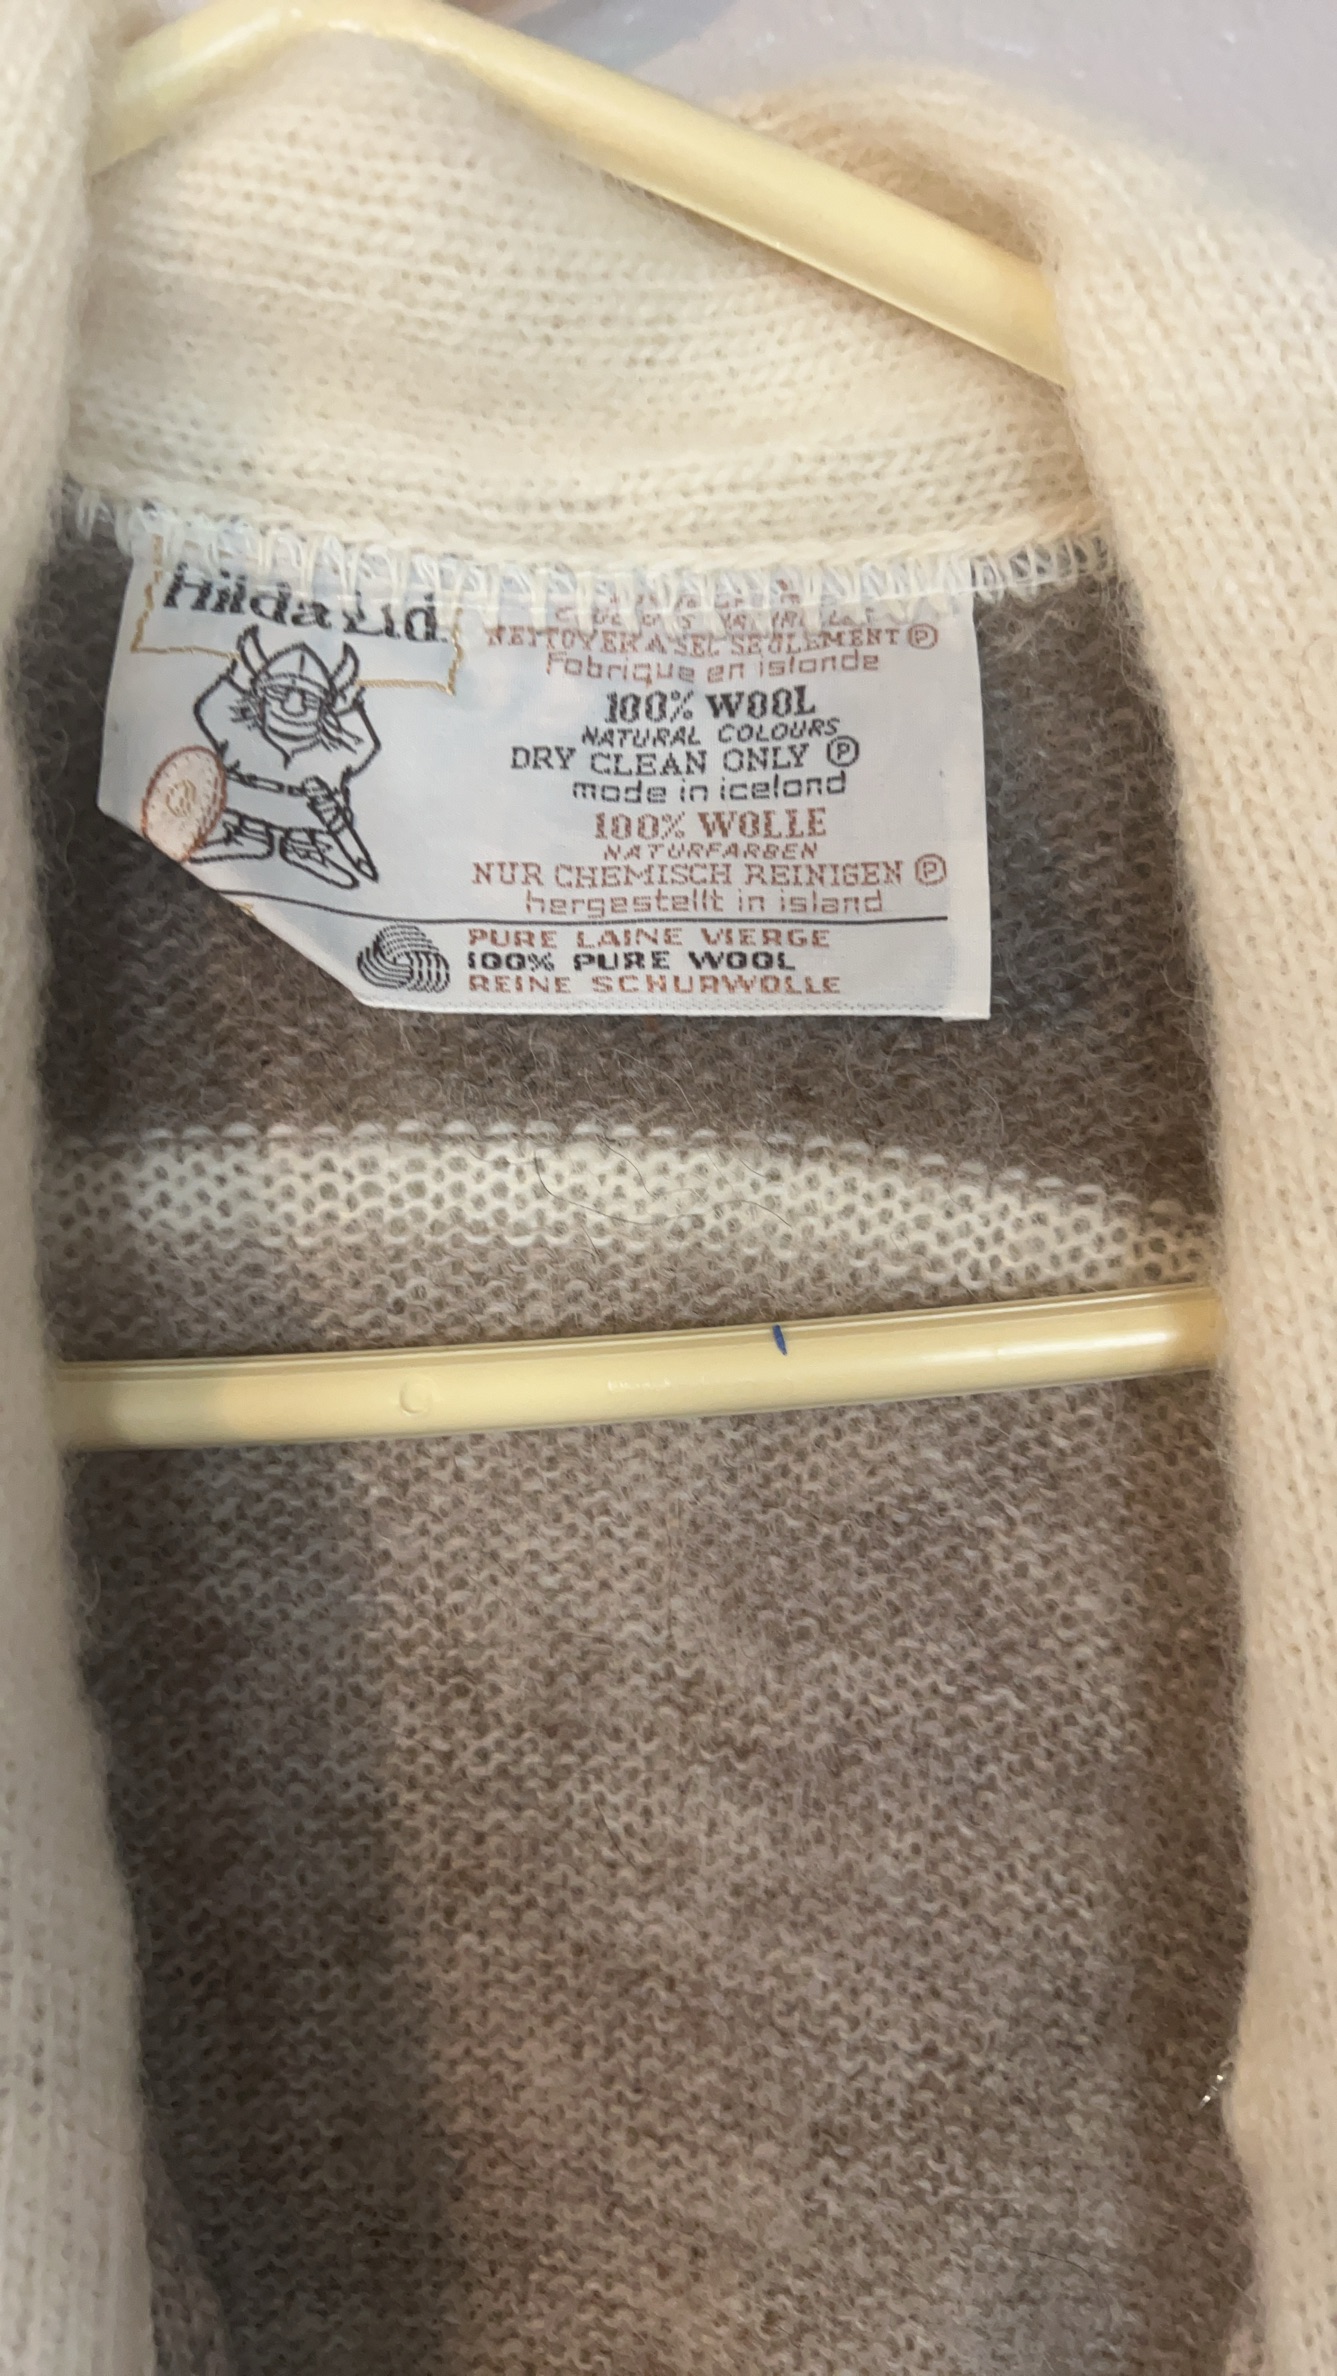 Hilda Ltd.
NETTOYER A SEC SEULEMENT Ⓟ
Fabrique en islande
100% WOOL
NATURAL COLOURS
DRY CLEAN ONLY Ⓟ
made in iceland
100% WOLLE
NATURFARBEN
NUR CHEMISCH REINIGEN Ⓟ
hergestellt in island
PURE LAINE VIERGE
100% PURE WOOL
REINE SCHURWOLLE